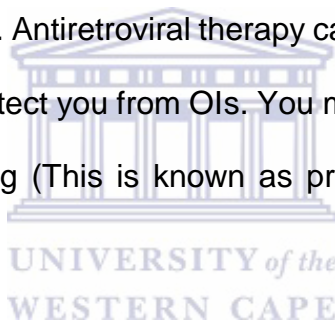 . Antiretroviral therapy ca
tect you from OIs. You n
g (This is known as pr
UNIVERSITY of the
WESTERN CAPE